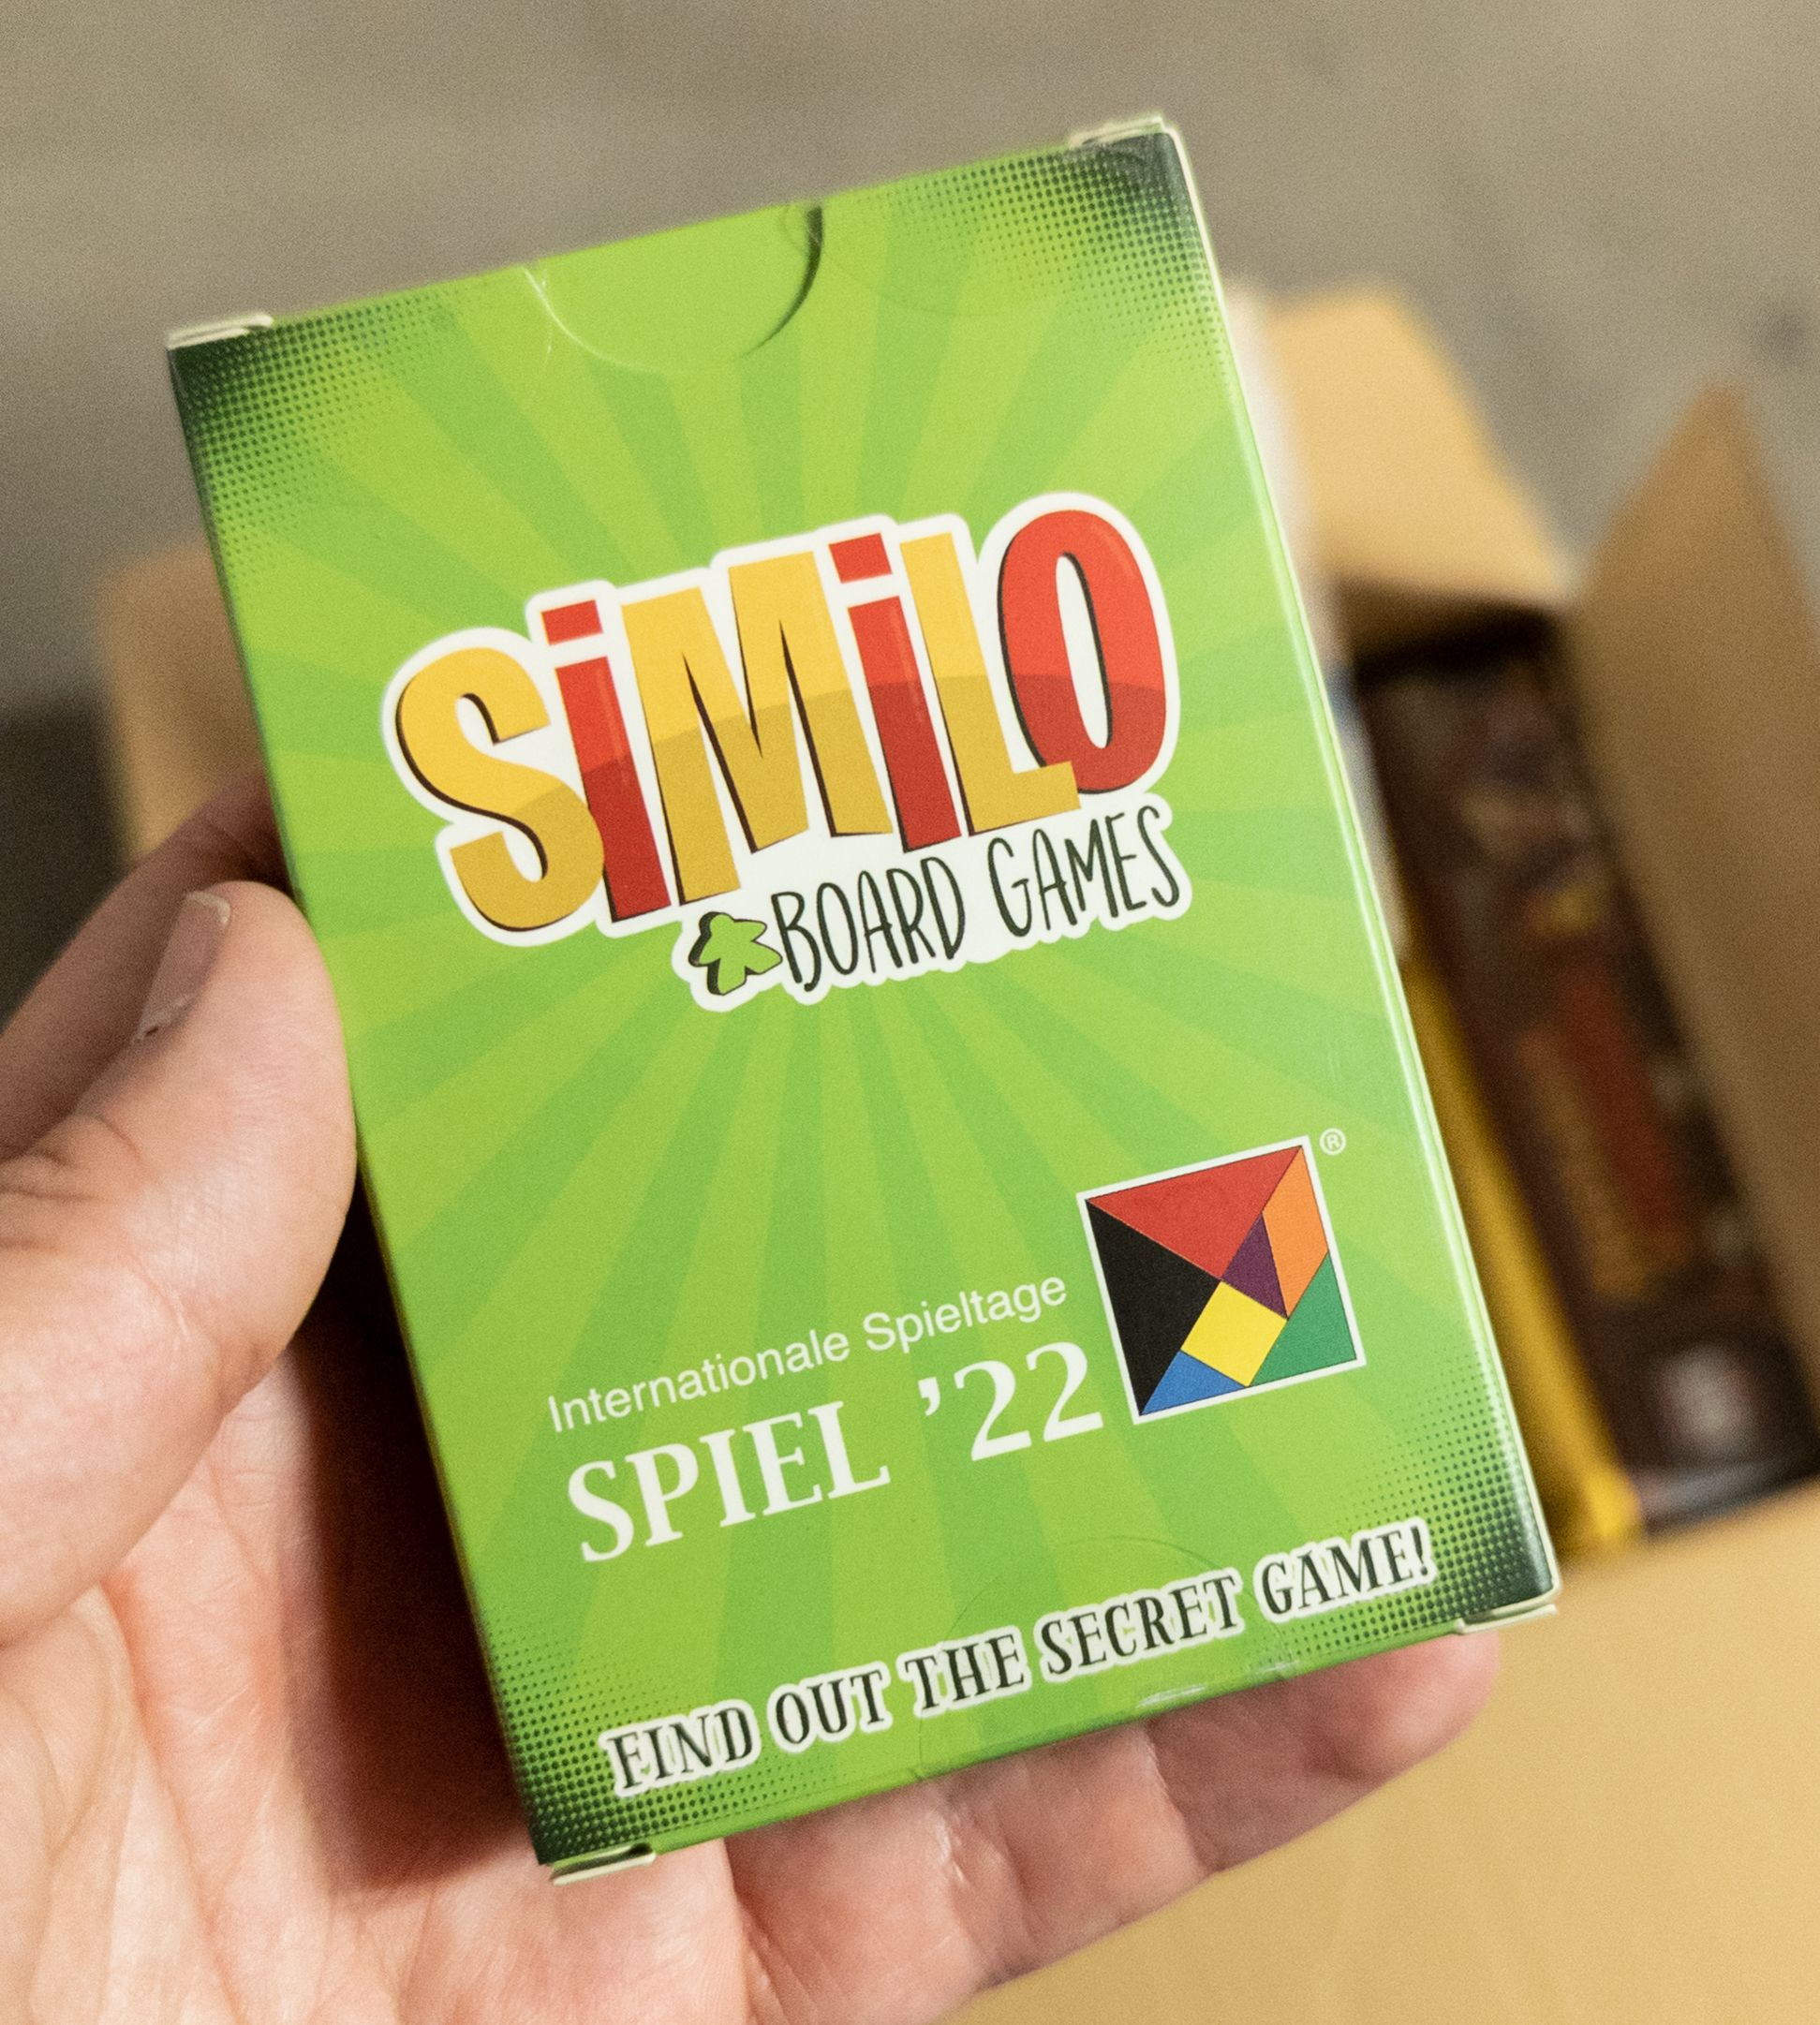 SiMiLO
BOARD GAMES
®
Internationale Spieltage
SPIEL ’22
FIND OUT THE SECRET GAME!